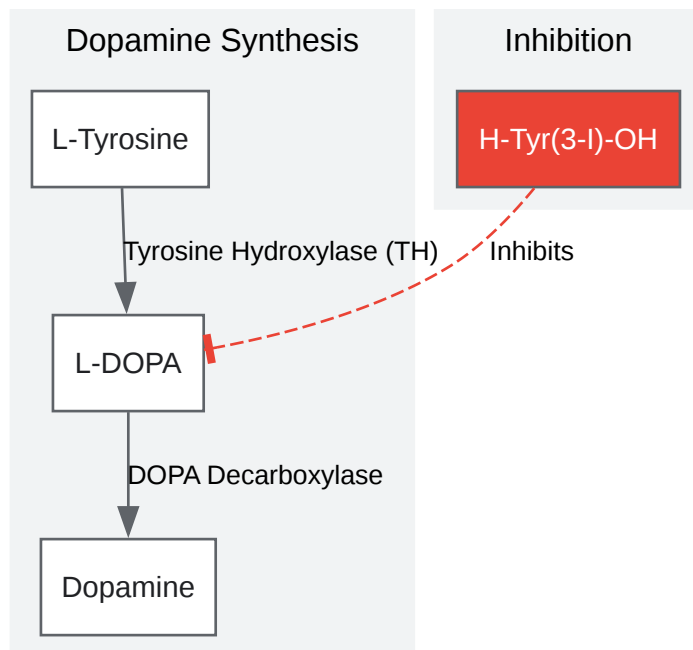 Dopamine Synthesis
Inhibition
L-Tyrosine
H-Tyr(3-I)-OH
Tyrosine Hydroxylase (TH)
Inhibits
L-DOPA
DOPA Decarboxylase
Dopamine